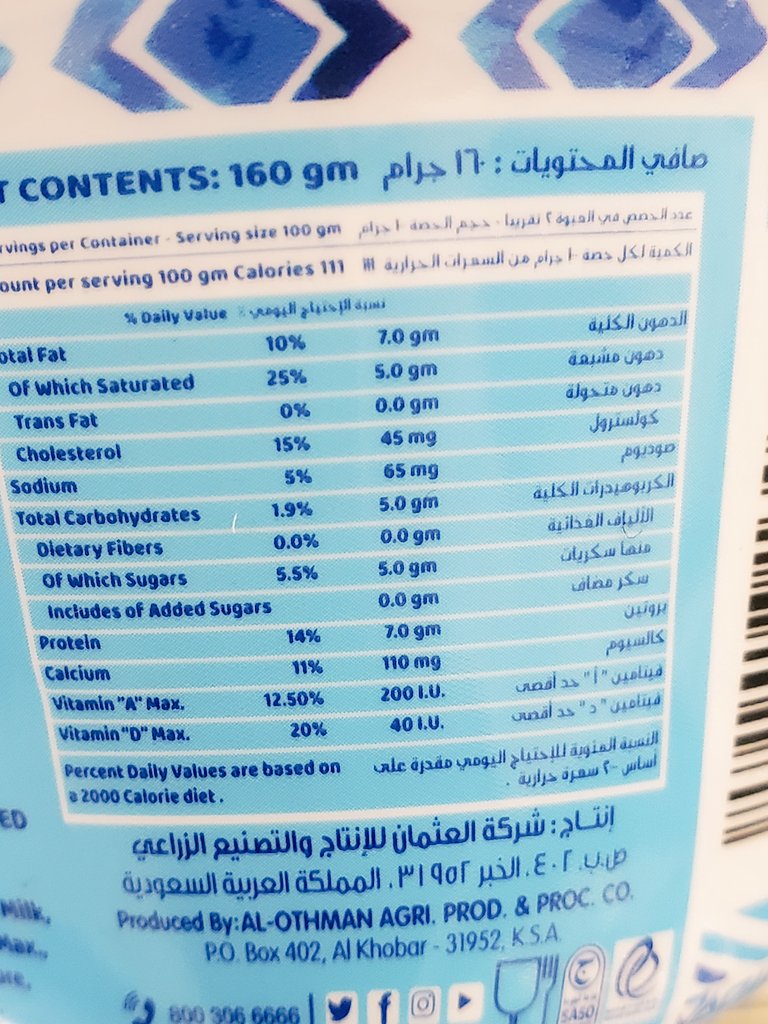 CONTENTS: 160 gm صافي المحتويات : ١٦٠ جرام
per Container - Serving size 100 gm عدد الحصص في العبوة ٢ تقريبا - حجم الحصة ١٠٠ جرام
per serving 100 gm Calories 111 الكمية لكل حصة ١٠٠ جرام من السعرات الحرارية ١١١
% Daily Value نسبة الإحتياج اليومي %
Fat 10% 7.0 gm الدهون الكلية
Of Which Saturated 25% 5.0 gm دهون مشبعة
Trans Fat 0% 0.0 gm دهون متحولة
Cholesterol 15% 45 mg كولسترول
Sodium 5% 65 mg صوديوم
Total Carbohydrates 1.9% 5.0 gm الكربوهيدرات الكلية
Dietary Fibers 0.0% 0.0 gm الألياف الغذائية
Of Which Sugars 5.5% 5.0 gm منها سكريات
Includes of Added Sugars 0.0 gm سكر مضاف
Protein 14% 7.0 gm بروتين
Calcium 11% 110 mg كالسيوم
Vitamin "A" Max. 12.50% 200 I.U. فيتامين "أ" حد أقصى
Vitamin "D" Max. 20% 40 I.U. فيتامين "د" حد أقصى
Percent Daily Values are based on النسبة المئوية للإحتياج اليومي مقدرة على
a 2000 Calorie diet . أساس ٢٠٠٠ سعرة حرارية .
إنتاج : شركة العثمان للإنتاج والتصنيع الزراعي
ص.ب. ٤٠٢، الخبر ٣١٩٥٢، المملكة العربية السعودية
Produced By: AL-OTHMAN AGRI. PROD. & PROC. CO.
P.O. Box 402, Al Khobar - 31952, K.S.A.
800 306 6666
SASO
ED
Milk,